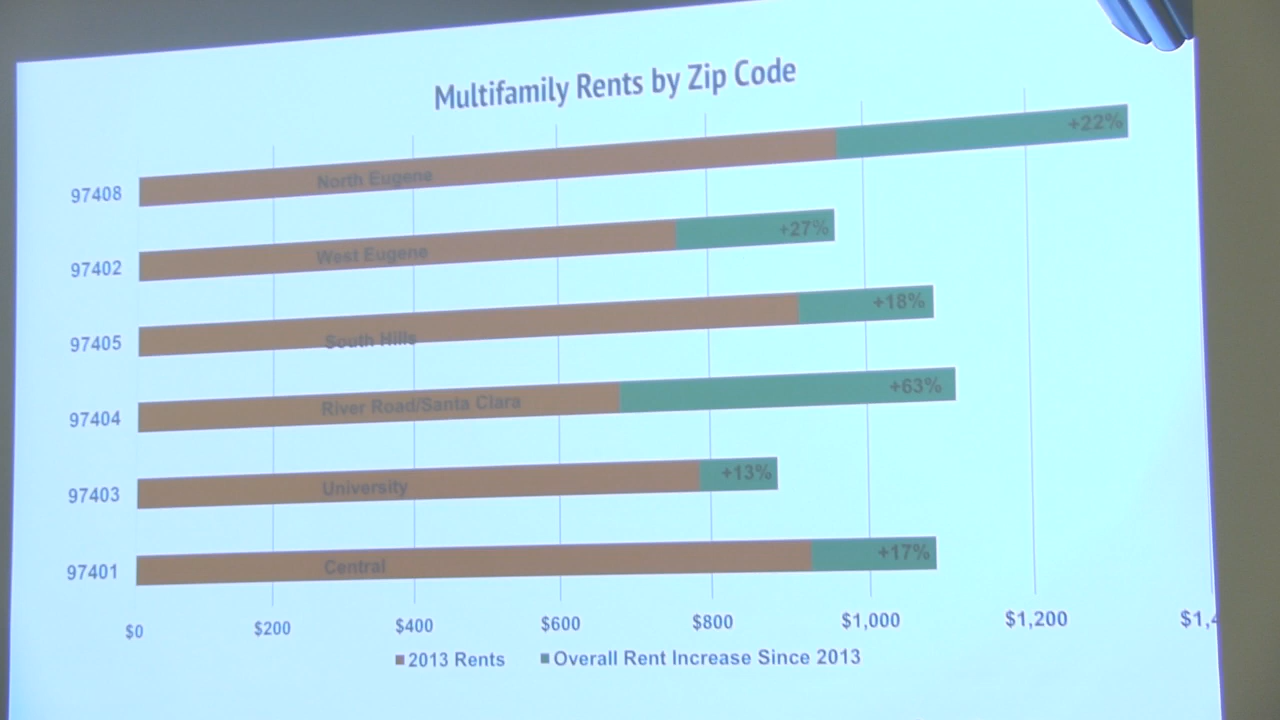 Multifamily Rents by Zip Code
97408 North Eugene +22%
97402 West Eugene +27%
97405 South Hills +18%
97404 River Road/Santa Clara +63%
97403 University +13%
97401 Central +17%
$0 $200 $400 $600 $800 $1,000 $1,200 $1,4
2013 Rents Overall Rent Increase Since 2013